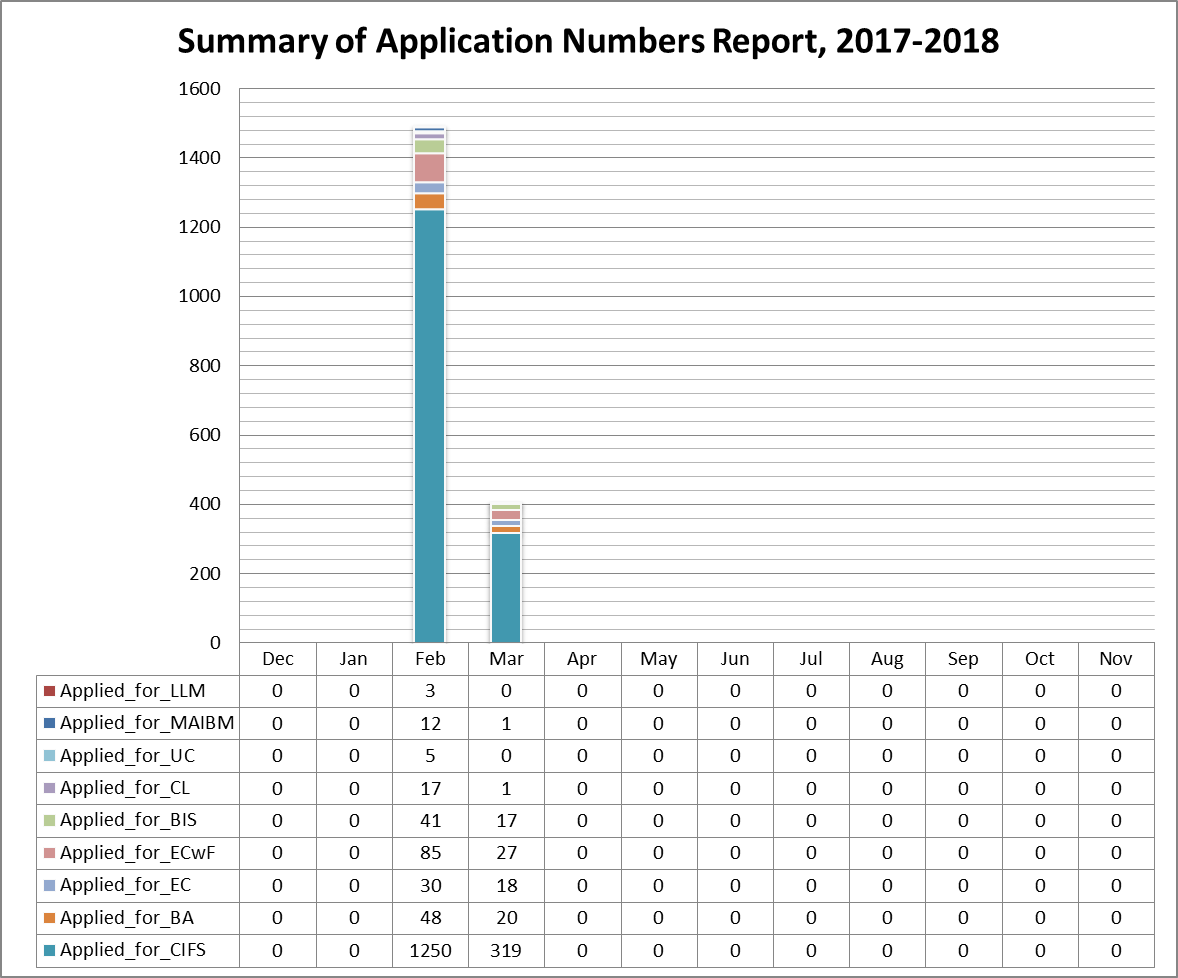 Summary of Application Numbers Report, 2017-2018
1600
1400
1200
1000
800
600
400
200
0
Dec Jan Feb Mar Apr May Jun Jul Aug Sep Oct Nov
Applied_for_LLM 0 0 3 0 0 0 0 0 0 0 0 0
Applied_for_MAIBM 0 0 12 1 0 0 0 0 0 0 0 0
Applied_for_UC 0 0 5 0 0 0 0 0 0 0 0 0
Applied_for_CL 0 0 17 1 0 0 0 0 0 0 0 0
Applied_for_BIS 0 0 41 17 0 0 0 0 0 0 0 0
Applied_for_ECwF 0 0 85 27 0 0 0 0 0 0 0 0
Applied_for_EC 0 0 30 18 0 0 0 0 0 0 0 0
Applied_for_BA 0 0 48 20 0 0 0 0 0 0 0 0
Applied_for_CIFS 0 0 1250 319 0 0 0 0 0 0 0 0